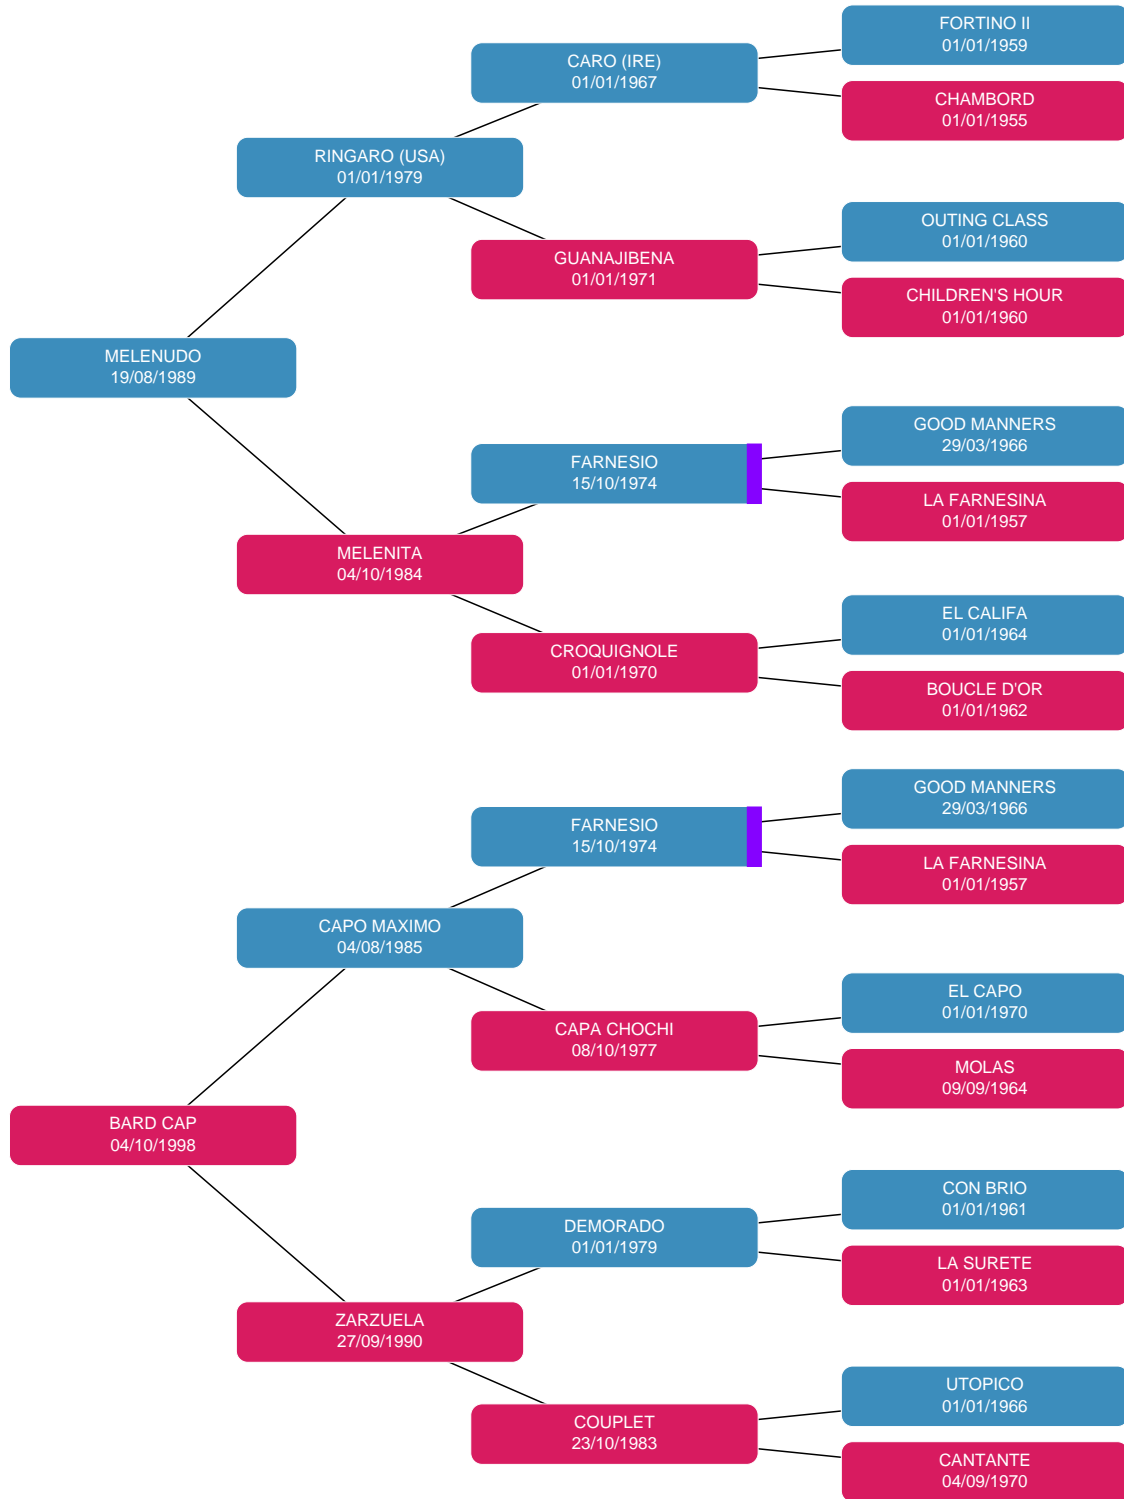 FORTINO II
01/01/1959
CARO (IRE)
01/01/1967
CHAMBORD
01/01/1955
RINGARO (USA)
01/01/1979
OUTING CLASS
01/01/1960
GUANAJIBENA
01/01/1971
CHILDREN'S HOUR
01/01/1960
MELENUDO
19/08/1989
GOOD MANNERS
29/03/1966
FARNESIO
15/10/1974
LA FARNESINA
01/01/1957
MELENITA
04/10/1984
EL CALIFA
01/01/1964
CROQUIGNOLE
01/01/1970
BOUCLE D'OR
01/01/1962
GOOD MANNERS
29/03/1966
FARNESIO
15/10/1974
LA FARNESINA
01/01/1957
CAPO MAXIMO
04/08/1985
EL CAPO
01/01/1970
CAPA CHOCHI
08/10/1977
MOLAS
09/09/1964
BARD CAP
04/10/1998
CON BRIO
01/01/1961
DEMORADO
01/01/1979
LA SURETE
01/01/1963
ZARZUELA
27/09/1990
UTOPICO
01/01/1966
COUPLET
23/10/1983
CANTANTE
04/09/1970